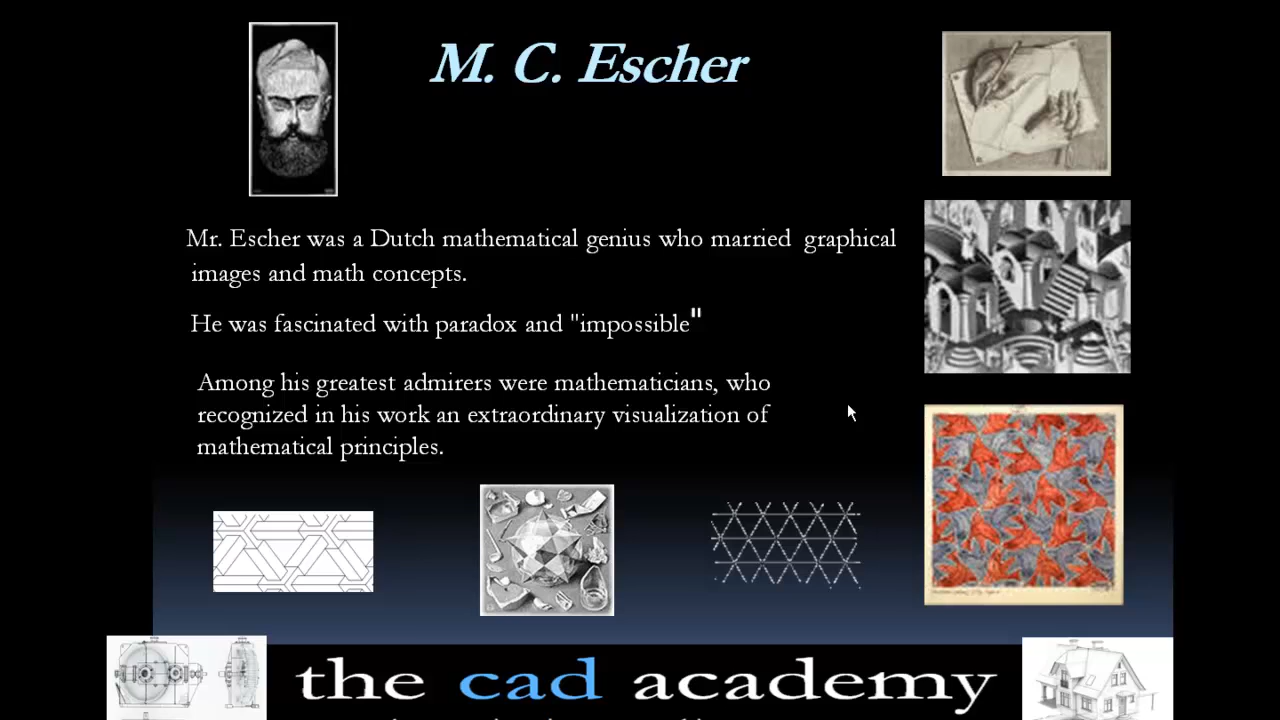 M. C. Escher
Mr. Escher was a Dutch mathematical genius who married graphical
images and math concepts.
He was fascinated with paradox and "impossible"
Among his greatest admirers were mathematicians, who
recognized in his work an extraordinary visualization of
mathematical principles.
the cad academy